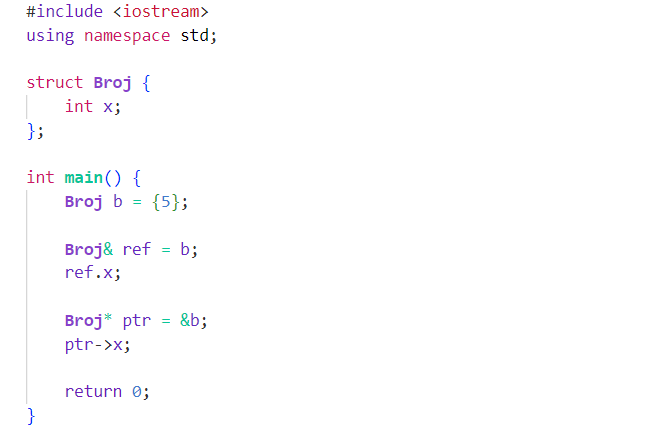 #include <iostream>
using namespace std;
struct Broj {
int x;
};
int main() {
Broj b = {5};
Broj& ref = b;
ref.x;
Broj* ptr = &b;
ptr->x;
return 0;
}